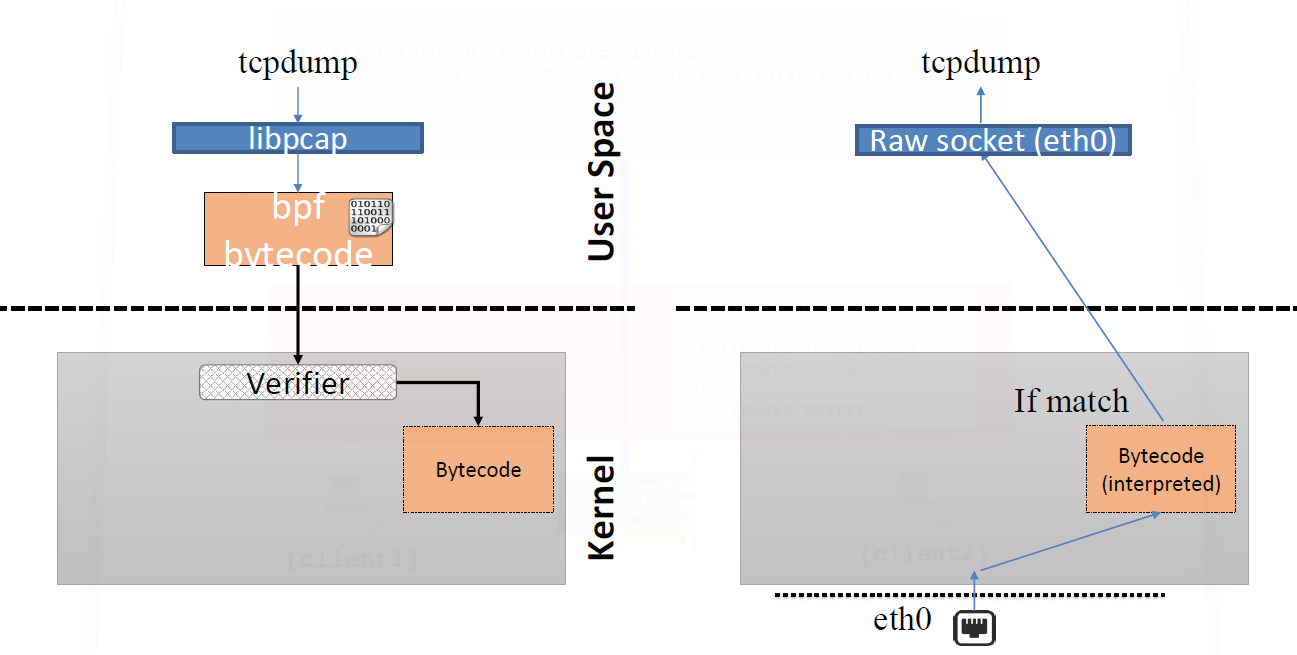 tcpdump
libpcap
bpf
bytecode
010110
110011
101000
0001
Verifier
Bytecode
User Space
Kernel
tcpdump
Raw socket (eth0)
If match
Bytecode
(interpreted)
eth0
[client1]
[client2]